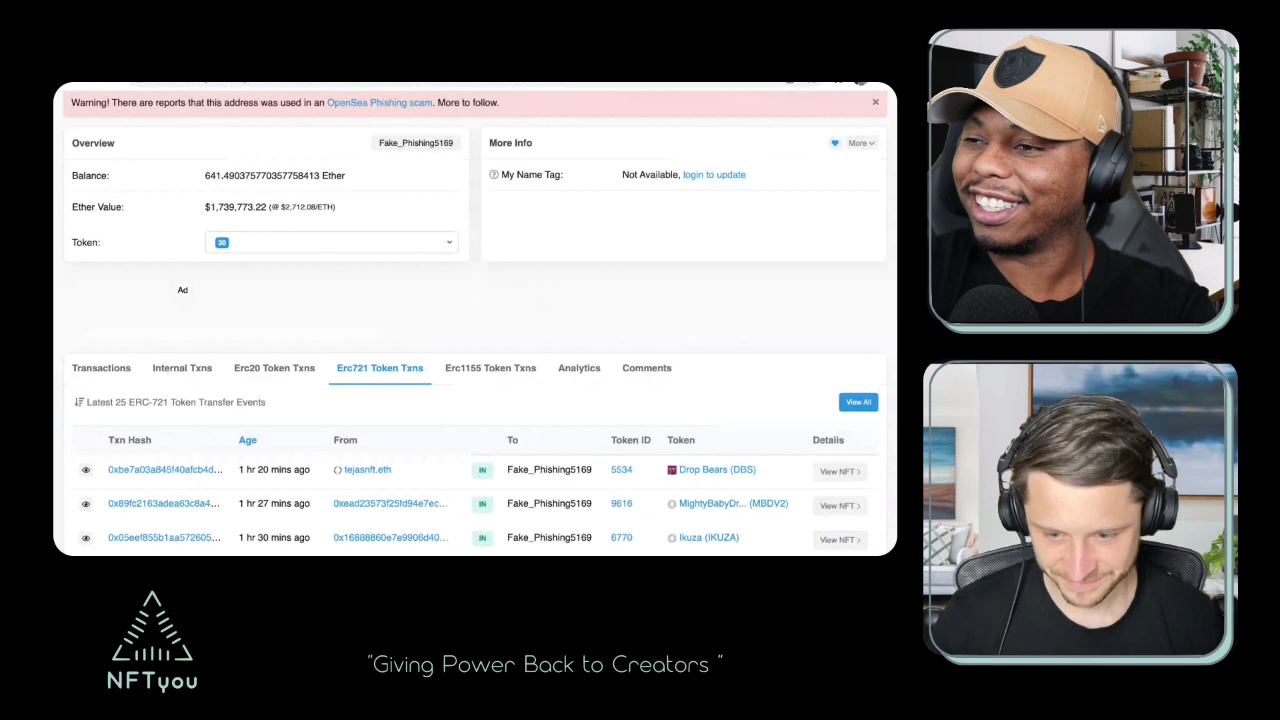 Warning! There are reports that this address was used in an OpenSea Phishing scam. More to follow. ×
Overview Fake_Phishing5169
Balance: 641.490375770357758413 Ether
Ether Value: $1,739,773.22 (@ $2,712.08/ETH)
Token: 30
More Info More
My Name Tag: Not Available, login to update
Ad
Transactions Internal Txns Erc20 Token Txns Erc721 Token Txns Erc1155 Token Txns Analytics Comments
Latest 25 ERC-721 Token Transfer Events View All
Txn Hash Age From To Token ID Token Details
0xbe7a03a845f40afcb4d... 1 hr 20 mins ago tejasnft.eth IN Fake_Phishing5169 5534 Drop Bears (DBS) View NFT >
0x89fc2163adea63c8a4... 1 hr 27 mins ago 0xead23573f25fd94e7ec... IN Fake_Phishing5169 9616 MightyBabyDr... (MBDV2) View NFT >
0x05eef855b1aa572605... 1 hr 30 mins ago 0x16888860e7e9906d40... IN Fake_Phishing5169 6770 Ikuza (IKUZA) View NFT >
NFTyou
"Giving Power Back to Creators "